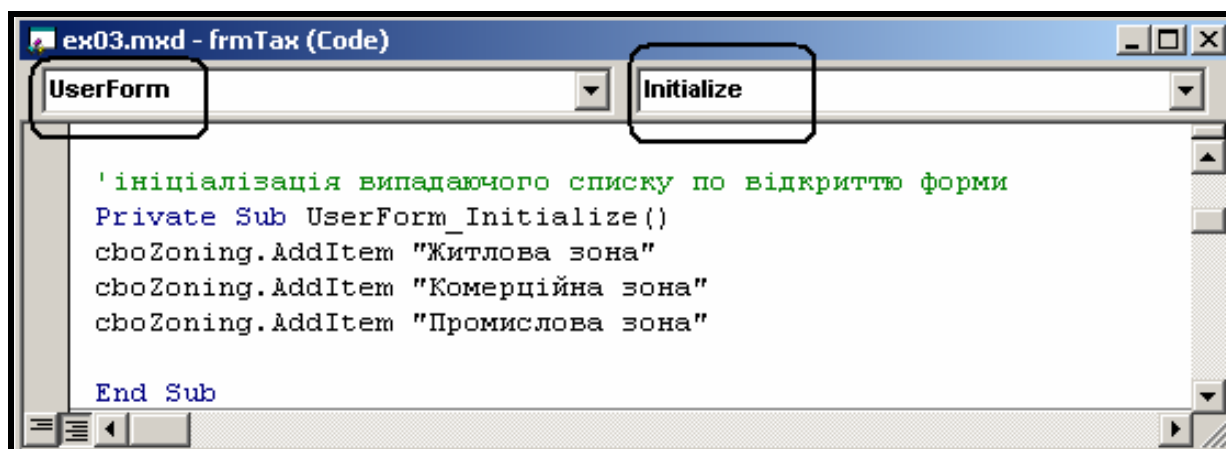 ex03.mxd - frmTax (Code)
UserForm Initialize
'ініціалізація випадаючого списку по відкриттю форми
Private Sub UserForm_Initialize()
cboZoning.AddItem "Житлова зона"
cboZoning.AddItem "Комерційна зона"
cboZoning.AddItem "Промислова зона"
End Sub